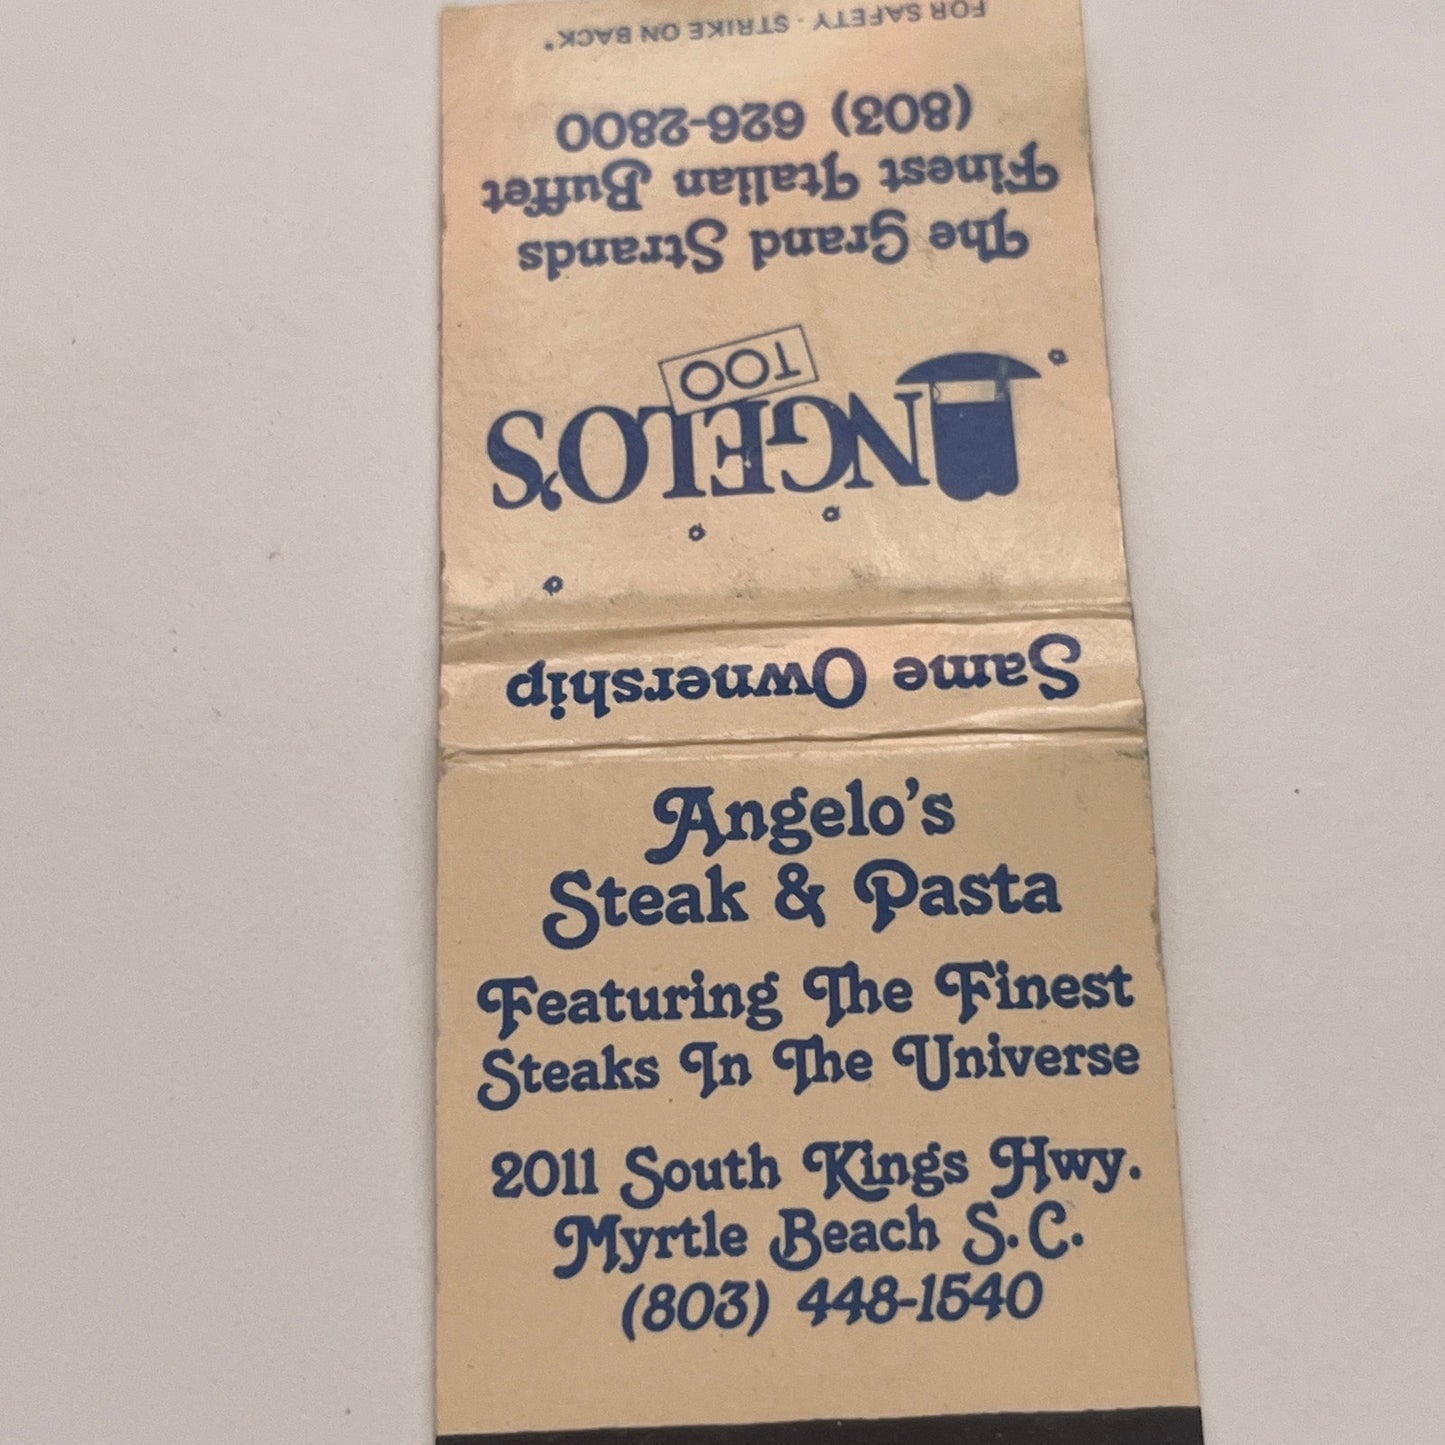 FOR SAFETY - STRIKE ON BACK*
(803) 626-2800
Finest Italian Buffet
The Grand Strands
TOO
ANGELO'S
Same Ownership
Angelo's
Steak & Pasta
Featuring The Finest
Steaks In The Universe
2011 South Kings Hwy.
Myrtle Beach S.C.
(803) 448-1540